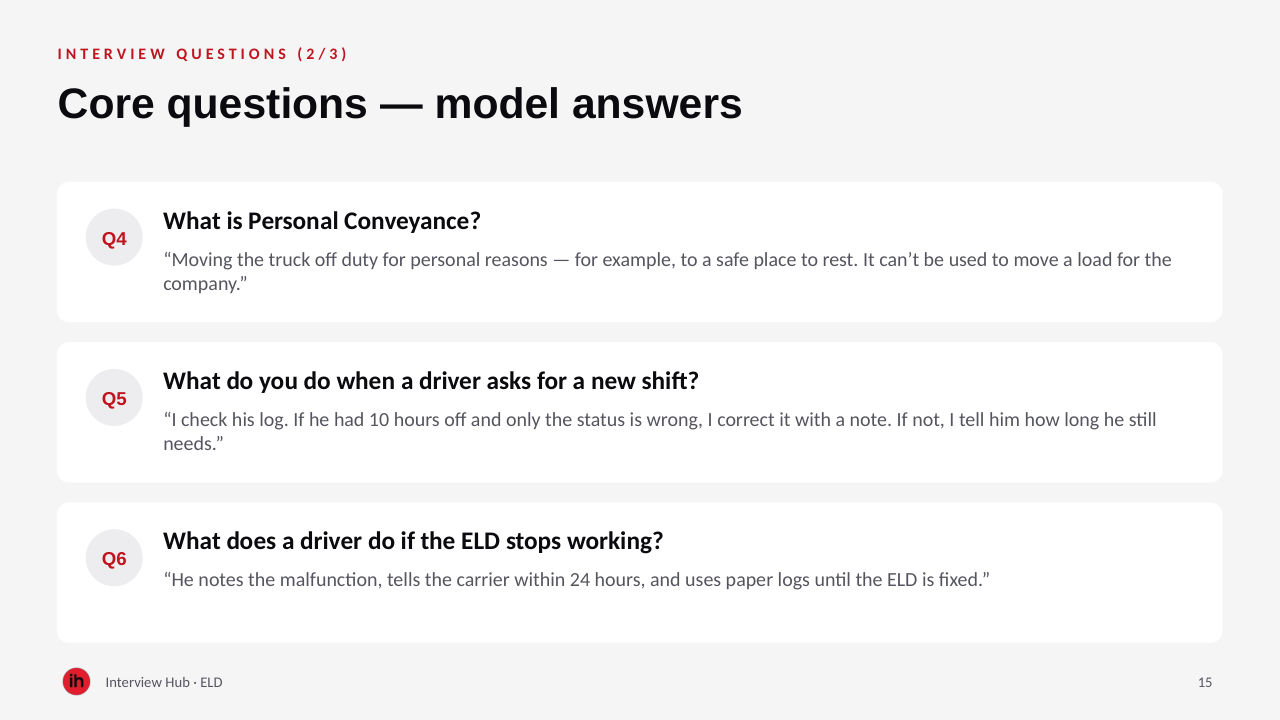 INTERVIEW QUESTIONS (2/3)
Core questions — model answers
Q4
What is Personal Conveyance?
“Moving the truck off duty for personal reasons — for example, to a safe place to rest. It can’t be used to move a load for the
company.”
Q5
What do you do when a driver asks for a new shift?
“I check his log. If he had 10 hours off and only the status is wrong, I correct it with a note. If not, I tell him how long he still
needs.”
Q6
What does a driver do if the ELD stops working?
“He notes the malfunction, tells the carrier within 24 hours, and uses paper logs until the ELD is fixed.”
ih
Interview Hub · ELD
15